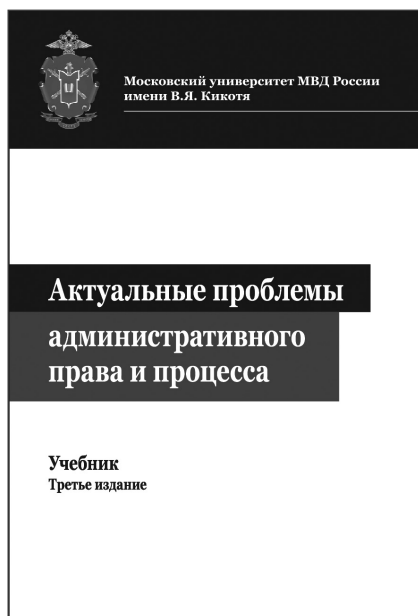 Московский университет МВД России
имени В.Я. Кикотя
Актуальные проблемы
административного
права и процесса
Учебник
Третье издание